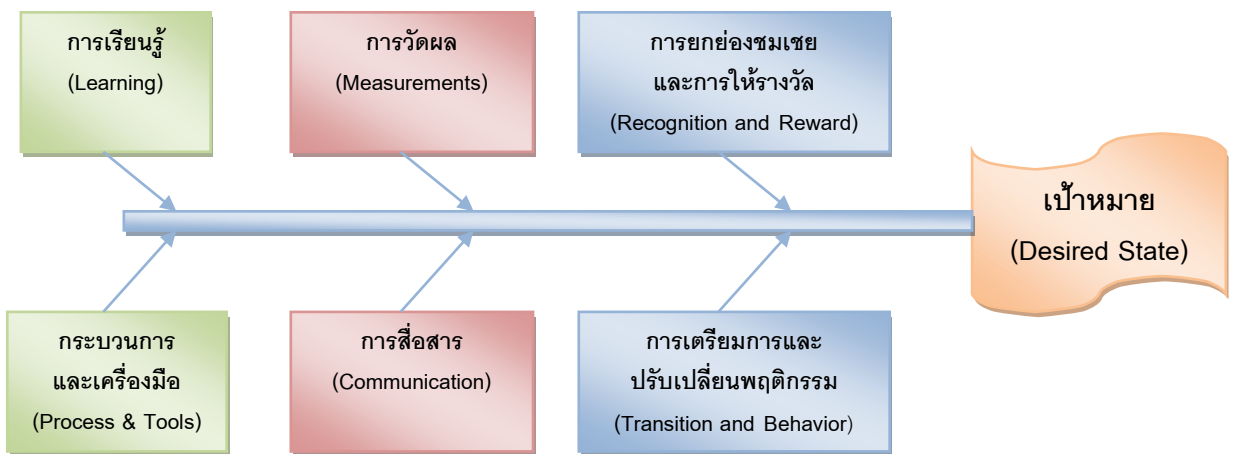 การเรียนรู้
(Learning)
การวัดผล
(Measurements)
การยกย่องชมเชย
และการให้รางวัล
(Recognition and Reward)
เป้าหมาย
(Desired State)
กระบวนการ
และเครื่องมือ
(Process & Tools)
การสื่อสาร
(Communication)
การเตรียมการและ
ปรับเปลี่ยนพฤติกรรม
(Transition and Behavior)